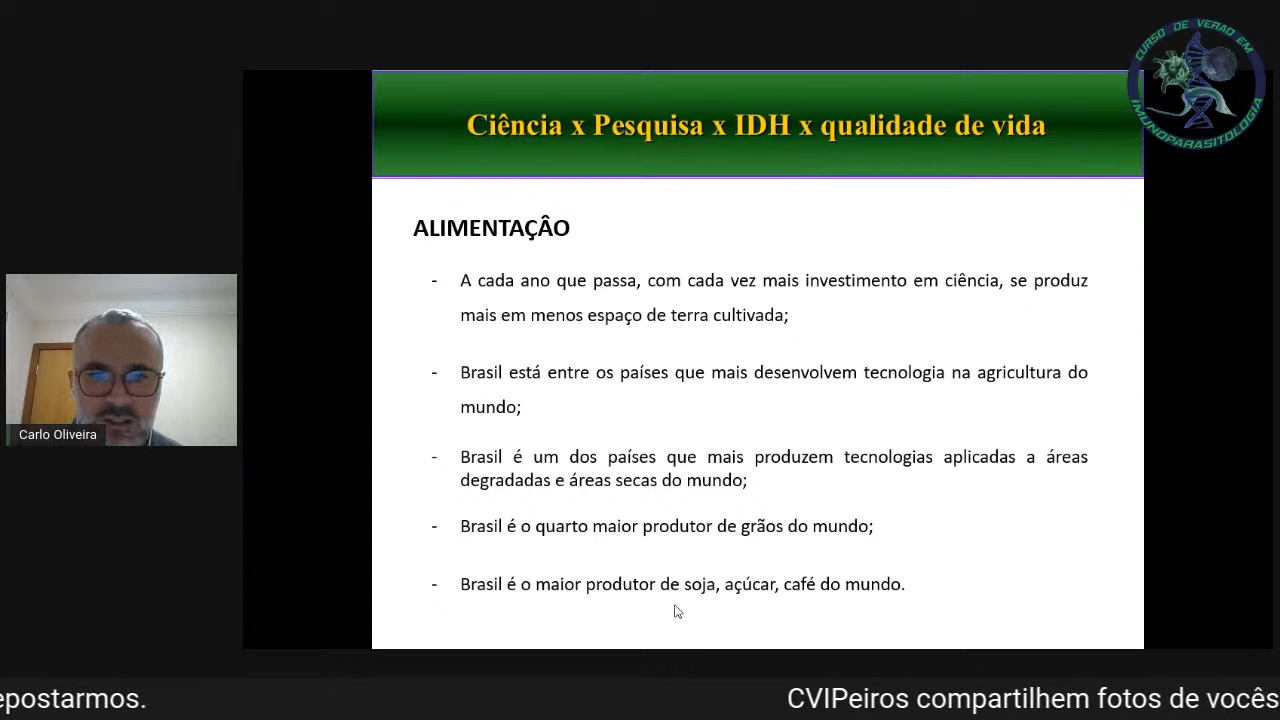 CURSO DE VERÃO EM
IMUNOPARASITOLOGIA
Ciência x Pesquisa x IDH x qualidade de vida
ALIMENTAÇÂO
- A cada ano que passa, com cada vez mais investimento em ciência, se produz
mais em menos espaço de terra cultivada;
- Brasil está entre os países que mais desenvolvem tecnologia na agricultura do
mundo;
- Brasil é um dos países que mais produzem tecnologias aplicadas a áreas
degradadas e áreas secas do mundo;
- Brasil é o quarto maior produtor de grãos do mundo;
- Brasil é o maior produtor de soja, açúcar, café do mundo.
Carlo Oliveira
epostarmos. CVIPeiros compartilhem fotos de vocês